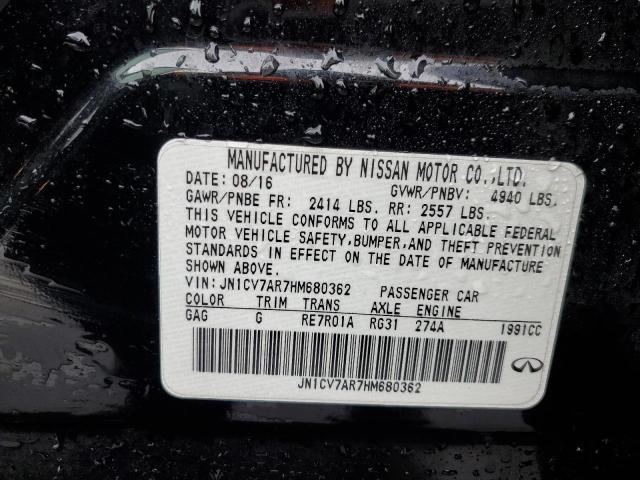 MANUFACTURED BY NISSAN MOTOR CO.,LTD.
DATE: 08/16 GVWR/PNBV: 4940 LBS.
GAWR/PNBE FR: 2414 LBS. RR: 2557 LBS.
THIS VEHICLE CONFORMS TO ALL APPLICABLE FEDERAL
MOTOR VEHICLE SAFETY,BUMPER,AND THEFT PREVENTION
STANDARDS IN EFFECT ON THE DATE OF MANUFACTURE
SHOWN ABOVE.
VIN:JN1CV7AR7HM680362 PASSENGER CAR
COLOR TRIM TRANS AXLE ENGINE
GAG G RE7R01A RG31 274A 1991CC
JN1CV7AR7HM680362